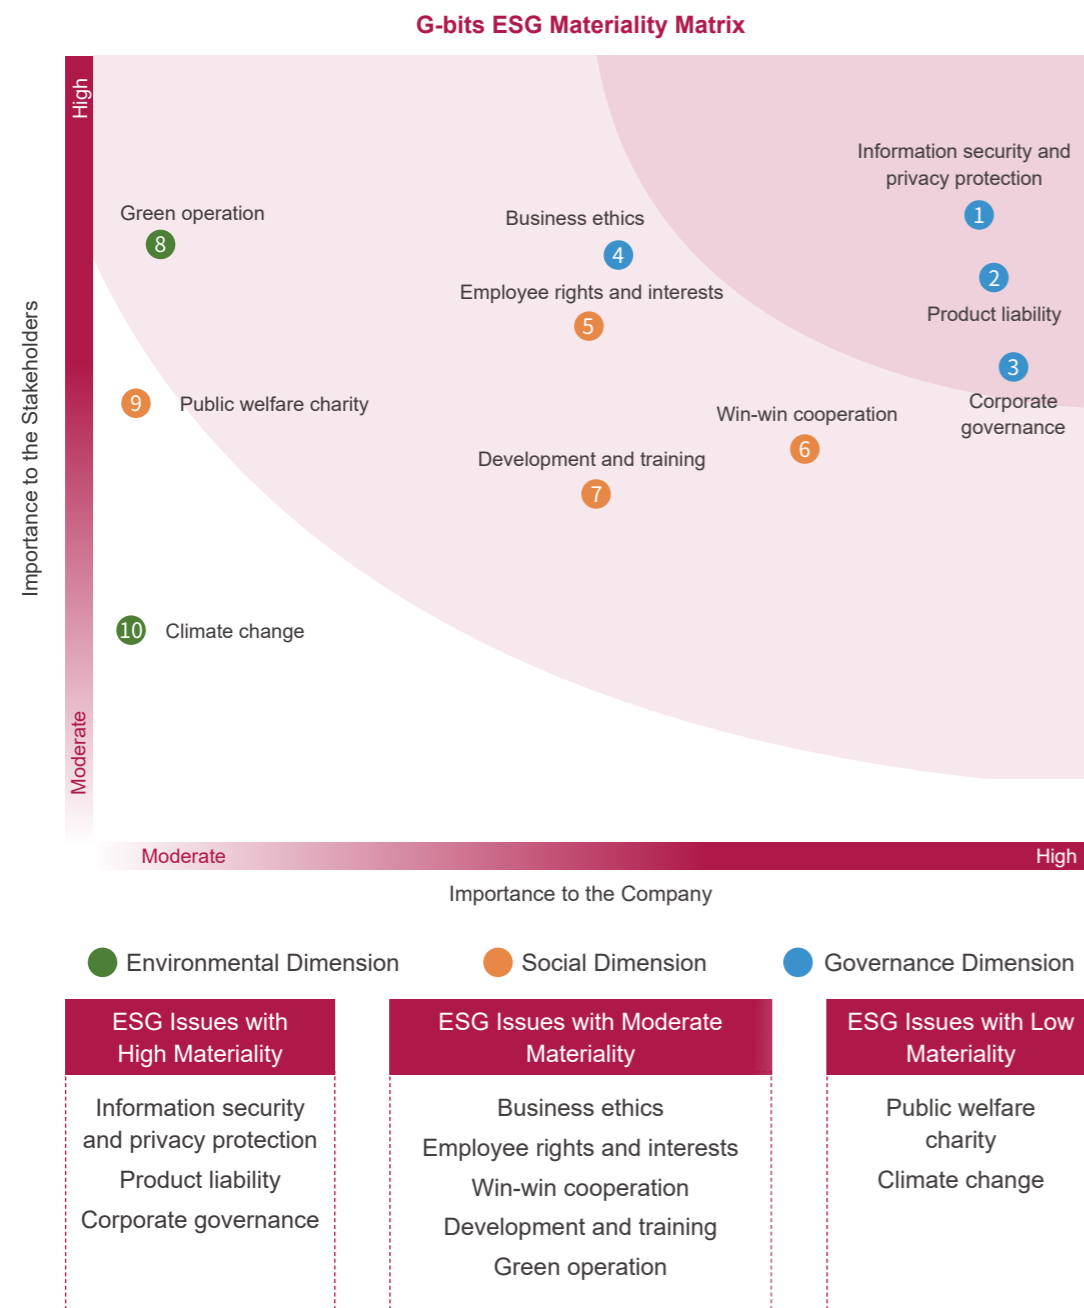 G-bits ESG Materiality Matrix
High
Information security and
privacy protection
1
Green operation
8
Business ethics
4
2
Employee rights and interests
5
Product liability
3
Importance to the Stakeholders
9
Public welfare charity
Win-win cooperation
6
Corporate
governance
Development and training
7
10
Climate change
Moderate
Moderate
High
Importance to the Company
Environmental Dimension
Social Dimension
Governance Dimension
ESG Issues with
High Materiality
Information security
and privacy protection
Product liability
Corporate governance
ESG Issues with Moderate
Materiality
Business ethics
Employee rights and interests
Win-win cooperation
Development and training
Green operation
ESG Issues with Low
Materiality
Public welfare
charity
Climate change